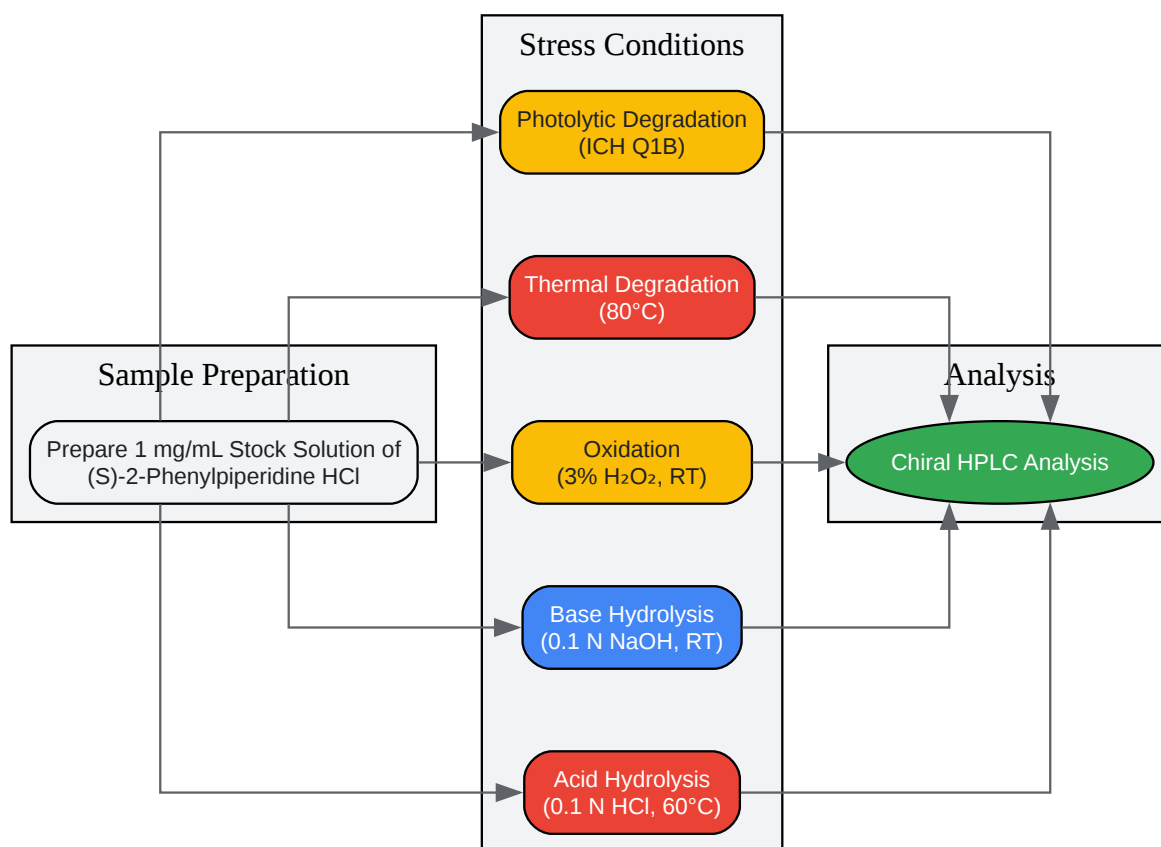 Stress Conditions
Photolytic Degradation
(ICH Q1B)
Thermal Degradation
(80°C)
Sample Preparation
Analysis
Prepare 1 mg/mL Stock Solution of
(S)-2-Phenylpiperidine HCl
Oxidation
(3% H₂O₂, RT)
Chiral HPLC Analysis
Base Hydrolysis
(0.1 N NaOH, RT)
Acid Hydrolysis
(0.1 N HCl, 60°C)